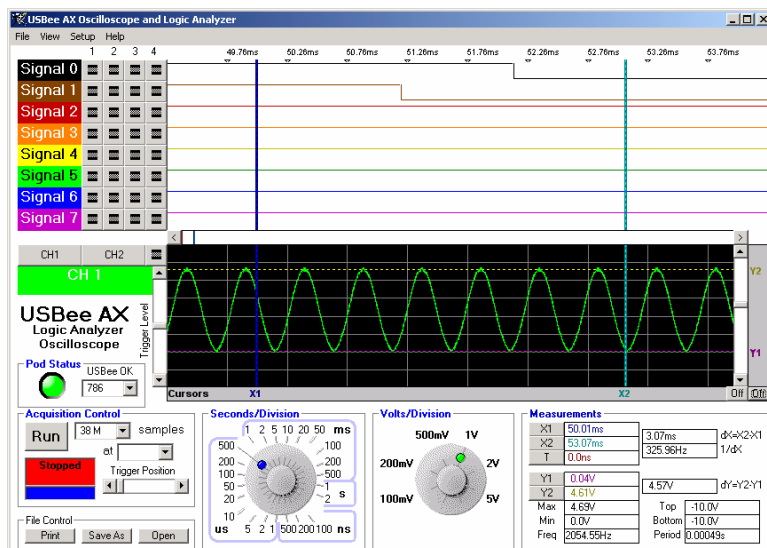 USBee AX Oscilloscope and Logic Analyzer
File View Setup Help
1 2 3 4 49.76ms 50.26ms 50.76ms 51.26ms 51.76ms 52.26ms 52.76ms 53.26ms 53.76ms
Signal 0
Signal 1
Signal 2
Signal 3
Signal 4
Signal 5
Signal 6
Signal 7
CH1 CH2
CH 1
Y2
USBee AX
Logic Analyzer
Oscilloscope
Trigger Level
Y1
Pod Status USBee OK
786
Cursors X1 X2 Off Off
Acquisition Control
Run 38 M samples
at
Stopped
Trigger Position
File Control
Print Save As Open
Seconds/Division
1 2 5 10 20 50 ms
500 100
200 200
100 500
50 1
20 2 s
10
us 5 2 1 500 200 100 ns
Volts/Division
500mV 1V
200mV 2V
100mV 5V
Measurements
X1 50.01ms 3.07ms dX=X2-X1
X2 53.07ms 325.96Hz 1/dX
T 0.0ns
Y1 0.04V
Y2 4.61V 4.57V dY=Y2-Y1
Max 4.69V Top -10.0V
Min 0.0V Bottom -10.0V
Freq 2054.55Hz Period 0.00049s